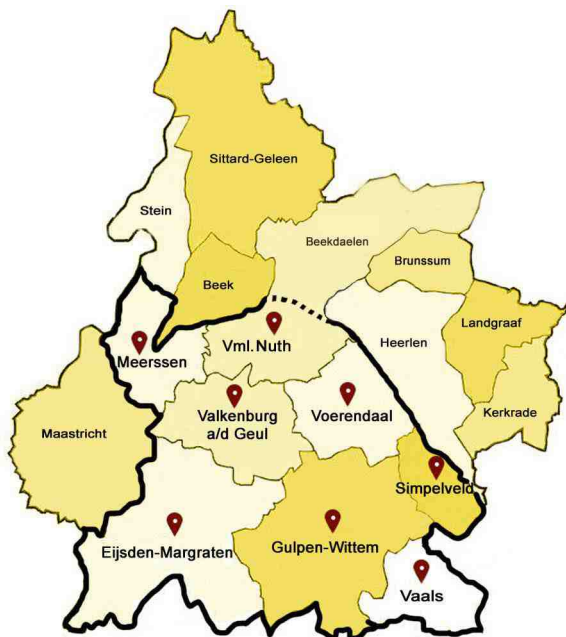 Sittard-Geleen
Stein
Beekdaelen
Brunssum
Beek
Landgraaf
Heerlen
Vml. Nuth
Meerssen
Kerkrade
Valkenburg
a/d Geul
Voerendaal
Maastricht
Simpelveld
Eijsden-Margraten
Gulpen-Wittem
Vaals